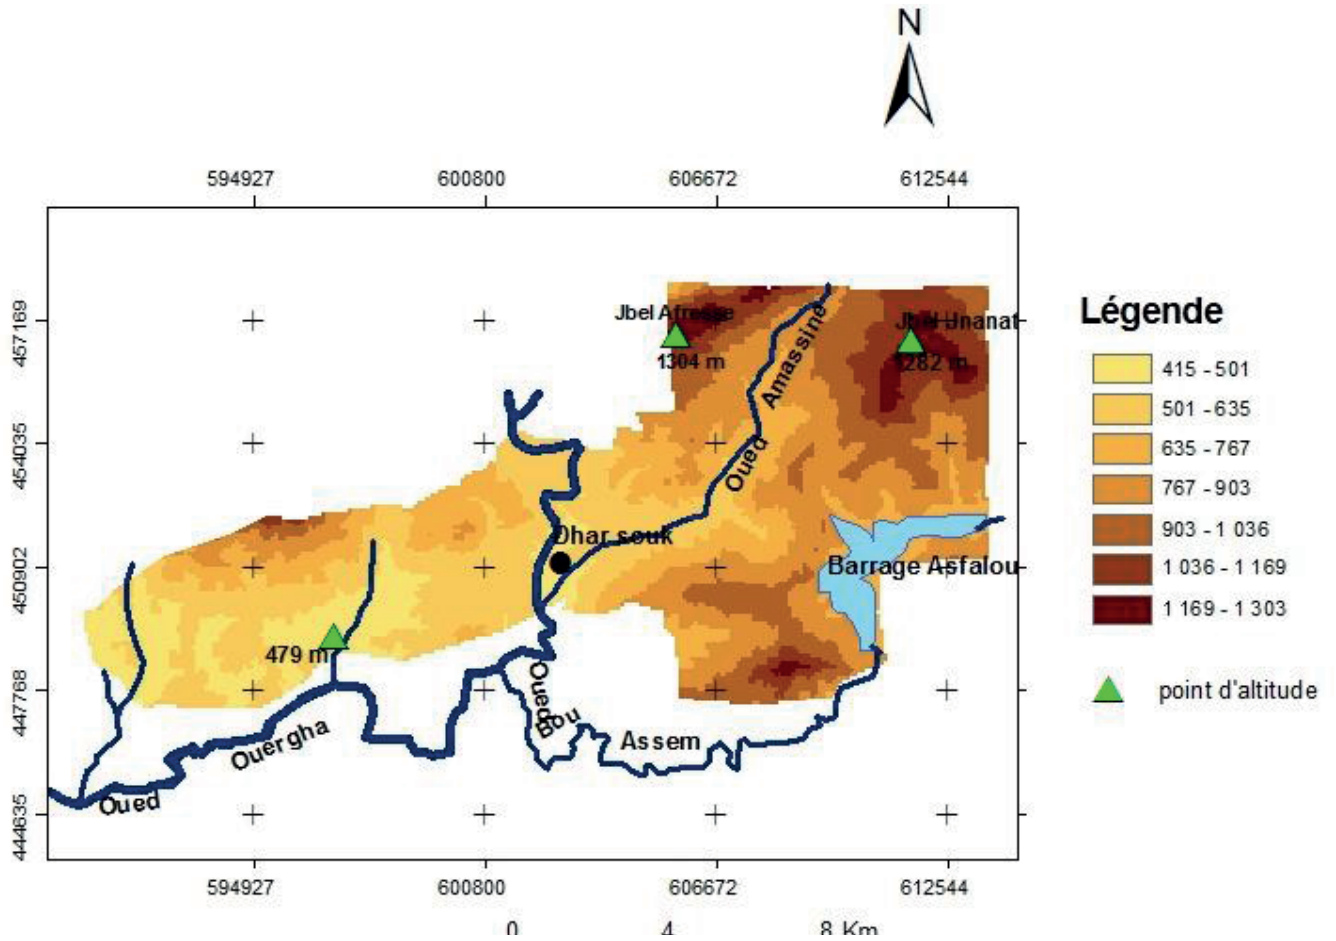 N
594927 600800 606672 612544
457169
454035
450902
447768
444635
Jbel Afresse
1304 m
Jbel Unanat
1282 m
Amassine
Oued
Dhar souk
Barrage Asfalou
479 m
Oued
Bou
Assem
Ouergha
Oued
594927 600800 606672 612544
0 4 8 Km
Légende
415 - 501
501 - 635
635 - 767
767 - 903
903 - 1 036
1 036 - 1 169
1 169 - 1 303
point d'altitude